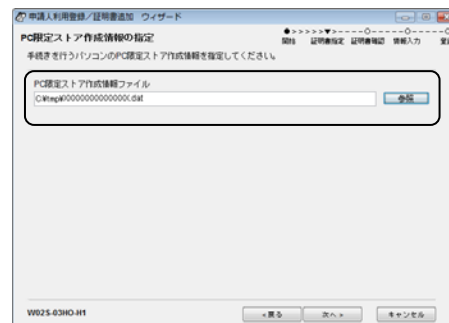 申請人利用登録／証明書追加 ウィザード
PC限定ストア作成情報の指定
開始 証明書指定 証明書確認 情報入力
手続きを行うパソコンのPC限定ストア作成情報を指定してください。
PC限定ストア作成情報ファイル
参照
W02S-03HO-H1
<戻る 次へ> キャンセル